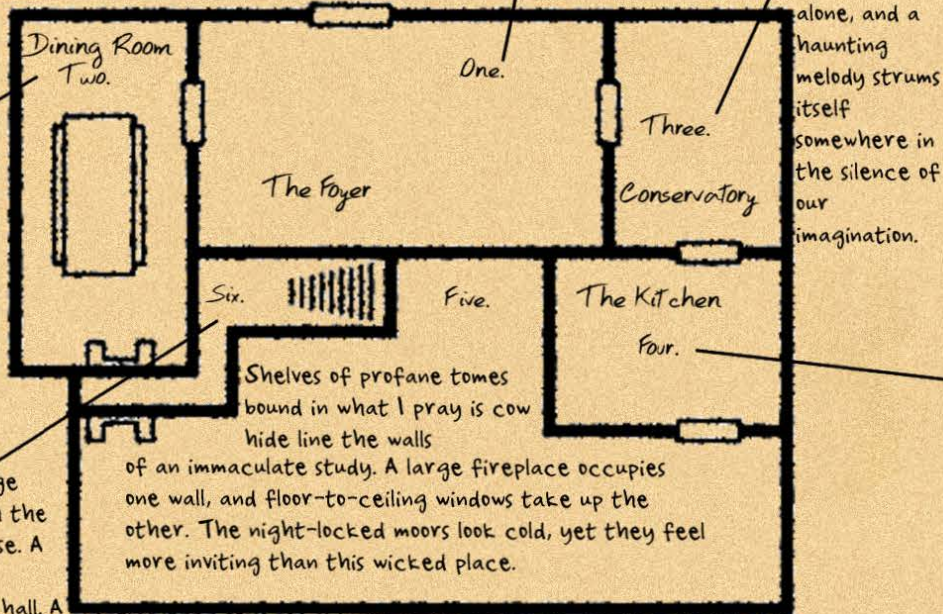 Dining Room
Two.
One.
The Foyer
Three.
Conservatory
alone, and a
haunting
melody strums
itself
somewhere in
the silence of
our
imagination.
Six.
Five.
The Kitchen
Four.
Shelves of profane tomes
bound in what I pray is cow
hide line the walls
of an immaculate study. A large fireplace occupies
one wall, and floor-to-ceiling windows take up the
other. The night-locked moors look cold, yet they feel
more inviting than this wicked place.
the
A
hall. A